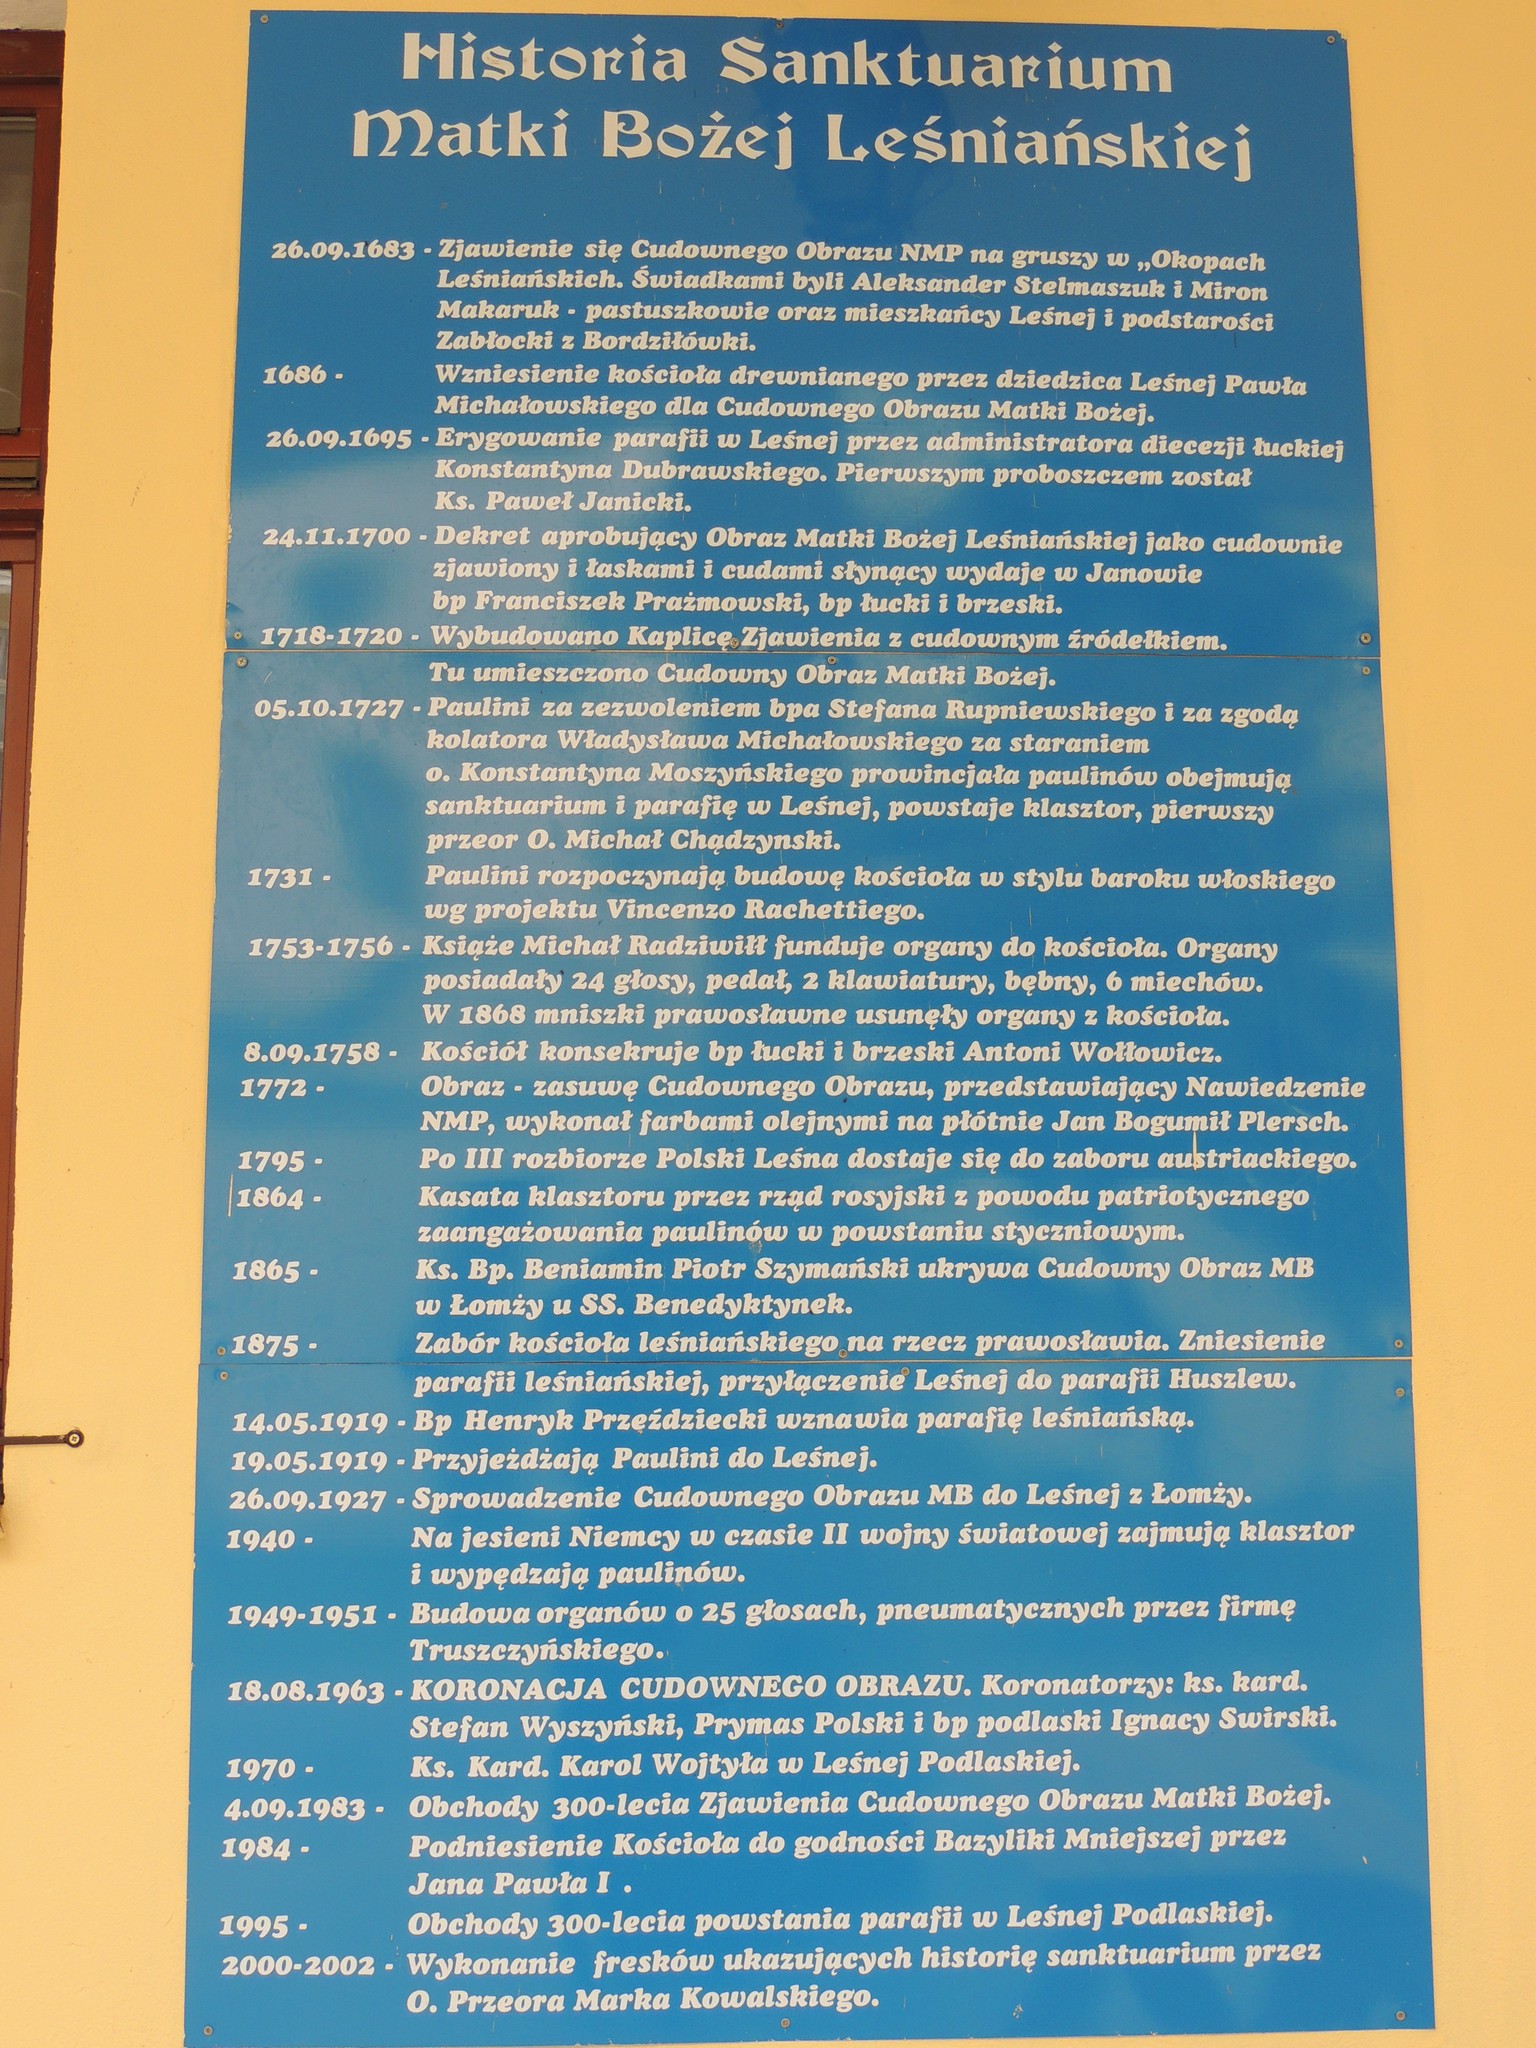 Historia Sanktuarium
Matki Bożej Leśniańskiej
26.09.1683 - Zjawienie się Cudownego Obrazu NMP na gruszy w „Okopach
Leśniańskich. Świadkami byli Aleksander Stelmaszuk i Miron
Makaruk - pastuszkowie oraz mieszkańcy Leśnej i podstarości
Zabłocki z Bordziłówki.
1686 - Wzniesienie kościoła drewnianego przez dziedzica Leśnej Pawła
Michałowskiego dla Cudownego Obrazu Matki Bożej.
26.09.1695 - Erygowanie parafii w Leśnej przez administratora diecezji łuckiej
Konstantyna Dubrawskiego. Pierwszym proboszczem został
Ks. Paweł Janicki.
24.11.1700 - Dekret aprobujący Obraz Matki Bożej Leśniańskiej jako cudownie
zjawiony i łaskami i cudami słynący wydaje w Janowie
bp Franciszek Prażmowski, bp łucki i brzeski.
1718-1720 - Wybudowano Kaplicę Zjawienia z cudownym źródełkiem.
Tu umieszczono Cudowny Obraz Matki Bożej.
05.10.1727 - Paulini za zezwoleniem bpa Stefana Rupniewskiego i za zgodą
kolatora Władysława Michałowskiego za staraniem
o. Konstantyna Moszyńskiego prowincjała paulinów obejmują
sanktuarium i parafię w Leśnej, powstaje klasztor, pierwszy
przeor O. Michał Chądzynski.
1731 - Paulini rozpoczynają budowę kościoła w stylu baroku włoskiego
wg projektu Vincenzo Rachettiego.
1753-1756 - Książe Michał Radziwiłł funduje organy do kościoła. Organy
posiadały 24 głosy, pedał, 2 klawiatury, bębny, 6 miechów.
W 1868 mniszki prawosławne usunęły organy z kościoła.
8.09.1758 - Kościół konsekruje bp łucki i brzeski Antoni Wołłowicz.
1772 - Obraz - zasuwę Cudownego Obrazu, przedstawiający Nawiedzenie
NMP, wykonał farbami olejnymi na płótnie Jan Bogumił Plersch.
1795 - Po III rozbiorze Polski Leśna dostaje się do zaboru austriackiego.
1864 - Kasata klasztoru przez rząd rosyjski z powodu patriotycznego
zaangażowania paulinów w powstaniu styczniowym.
1865 - Ks. Bp. Beniamin Piotr Szymański ukrywa Cudowny Obraz MB
w Łomży u SS. Benedyktynek.
1875 - Zabór kościoła leśniańskiego na rzecz prawosławia. Zniesienie
parafii leśniańskiej, przyłączenie Leśnej do parafii Huszlew.
14.05.1919 - Bp Henryk Przeździecki wznawia parafię leśniańską.
19.05.1919 - Przyjeżdżają Paulini do Leśnej.
26.09.1927 - Sprowadzenie Cudownego Obrazu MB do Leśnej z Łomży.
1940 - Na jesieni Niemcy w czasie II wojny światowej zajmują klasztor
i wypędzają paulinów.
1949-1951 - Budowa organów o 25 głosach, pneumatycznych przez firmę
Truszczyńskiego.
18.08.1963 - KORONACJA CUDOWNEGO OBRAZU. Koronatorzy: ks. kard.
Stefan Wyszyński, Prymas Polski i bp podlaski Ignacy Swirski.
1970 - Ks. Kard. Karol Wojtyła w Leśnej Podlaskiej.
4.09.1983 - Obchody 300-lecia Zjawienia Cudownego Obrazu Matki Bożej.
1984 - Podniesienie Kościoła do godności Bazyliki Mniejszej przez
Jana Pawła I .
1995 - Obchody 300-lecia powstania parafii w Leśnej Podlaskiej.
2000-2002 - Wykonanie fresków ukazujących historię sanktuarium przez
O. Przeora Marka Kowalskiego.